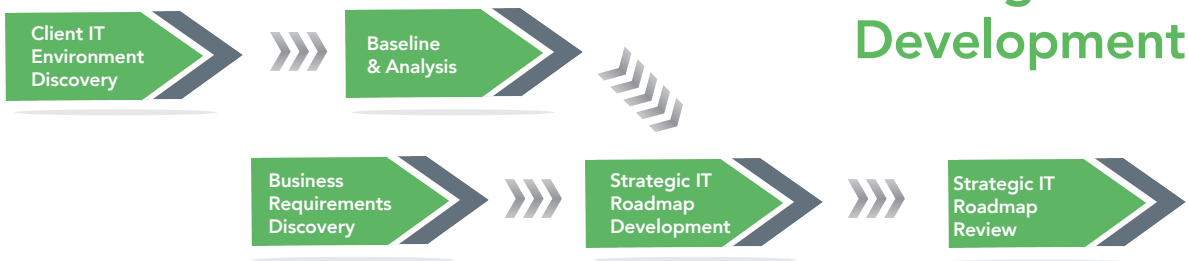 Development
Client IT
Environment
Discovery
Baseline
& Analysis
Business
Requirements
Discovery
Strategic IT
Roadmap
Development
Strategic IT
Roadmap
Review